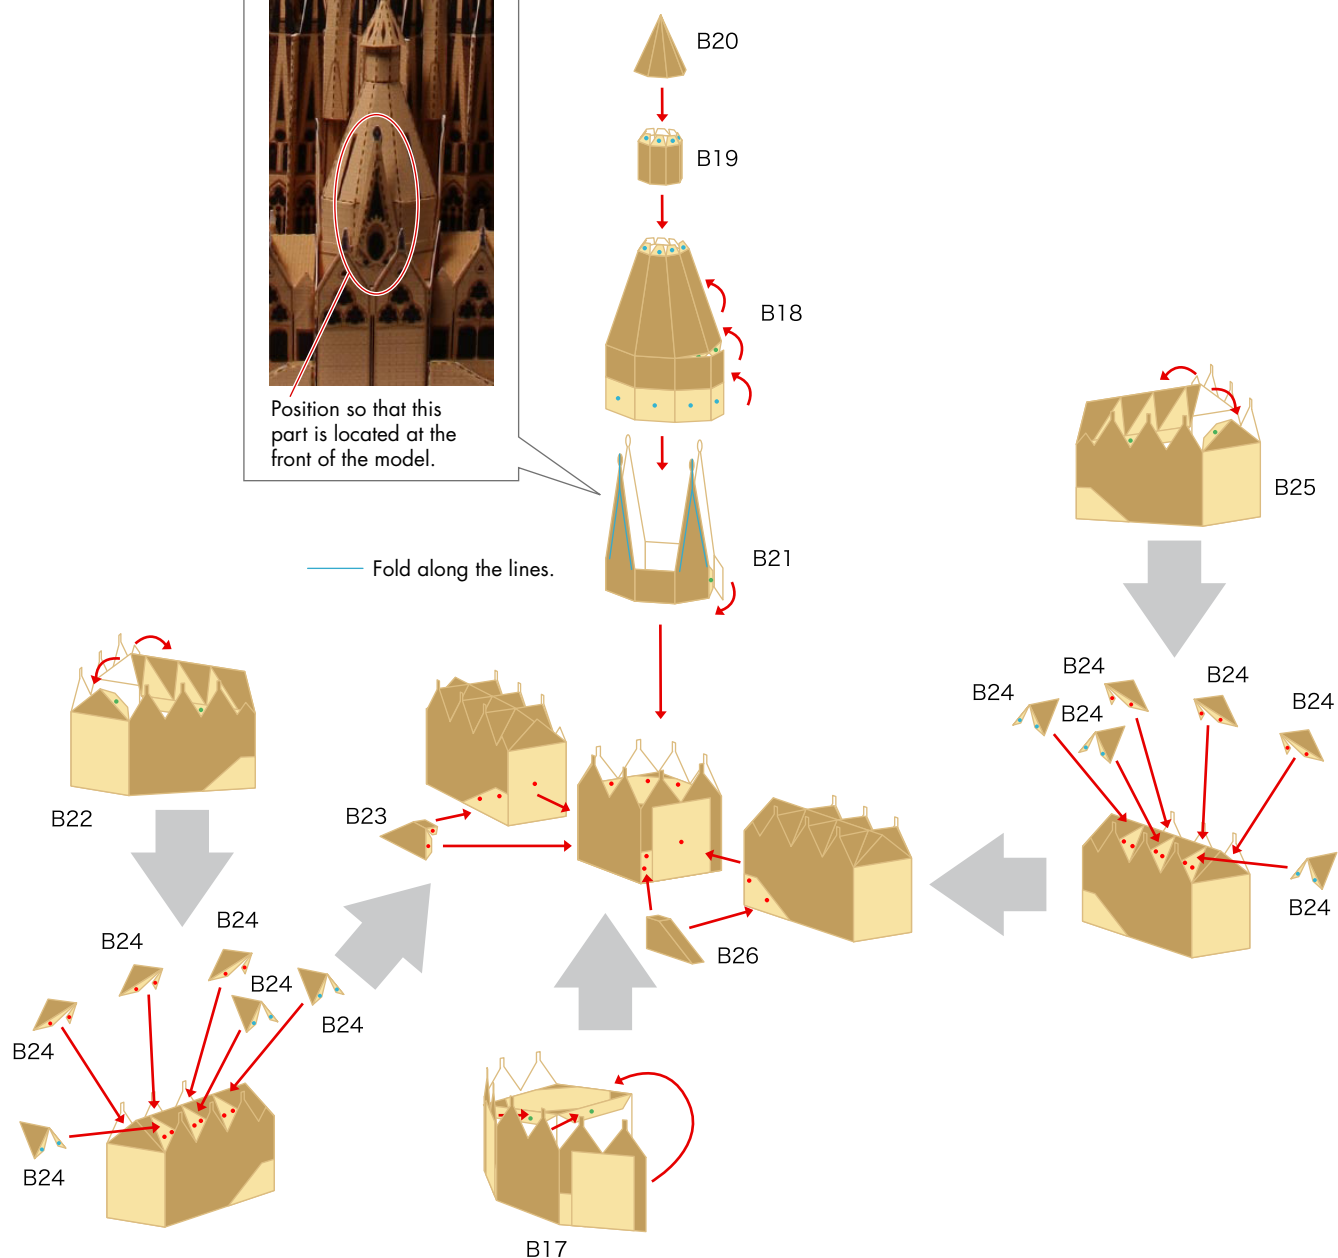 B20
B19
B18
Position so that this
part is located at the
front of the model.
B25
B21
Fold along the lines.
B24
B24
B24
B24
B24
B22
B23
B24
B24
B24
B24
B26
B24
B24
B24
B17